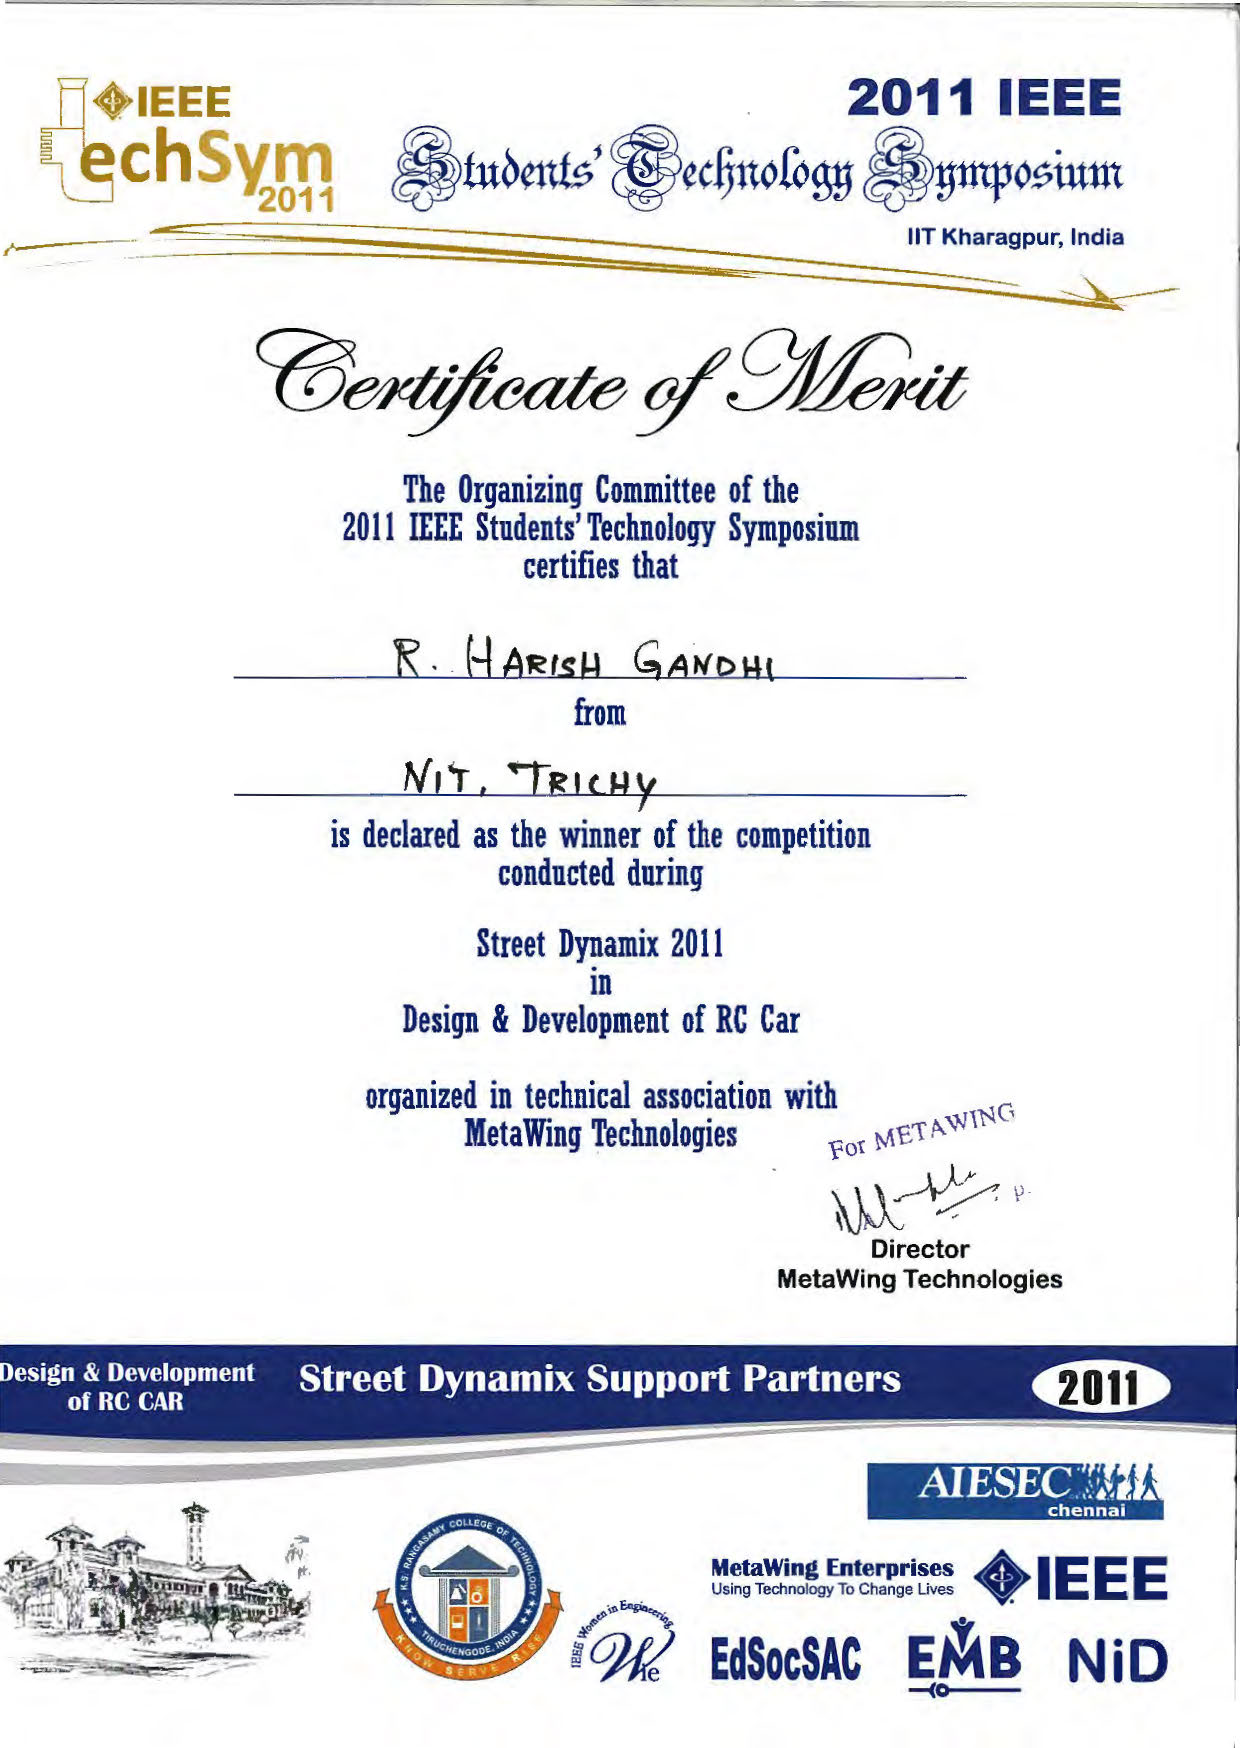 IEEE
TechSym
2011
2011 IEEE
Students' Technology Symposium
IIT Kharagpur, India
Certificate of Merit
The Organizing Committee of the
2011 IEEE Students' Technology Symposium
certifies that
R. HARISH GANDHI
from
NIT, TRICHY
is declared as the winner of the competition
conducted during
Street Dynamix 2011
in
Design & Development of RC Car
organized in technical association with
MetaWing Technologies
For METAWING
Director
MetaWing Technologies
Design & Development
of RC CAR
Street Dynamix Support Partners
2011
AIESEC
chennai
K.S. RANGASAMY COLLEGE OF TECHNOLOGY
TIRUCHENGODE, INDIA
KNOW SERVE RISE
IEEE Women in Engineering
WIe
MetaWing Enterprises
Using Technology To Change Lives
IEEE
EdSocSAC
EMB
NiD